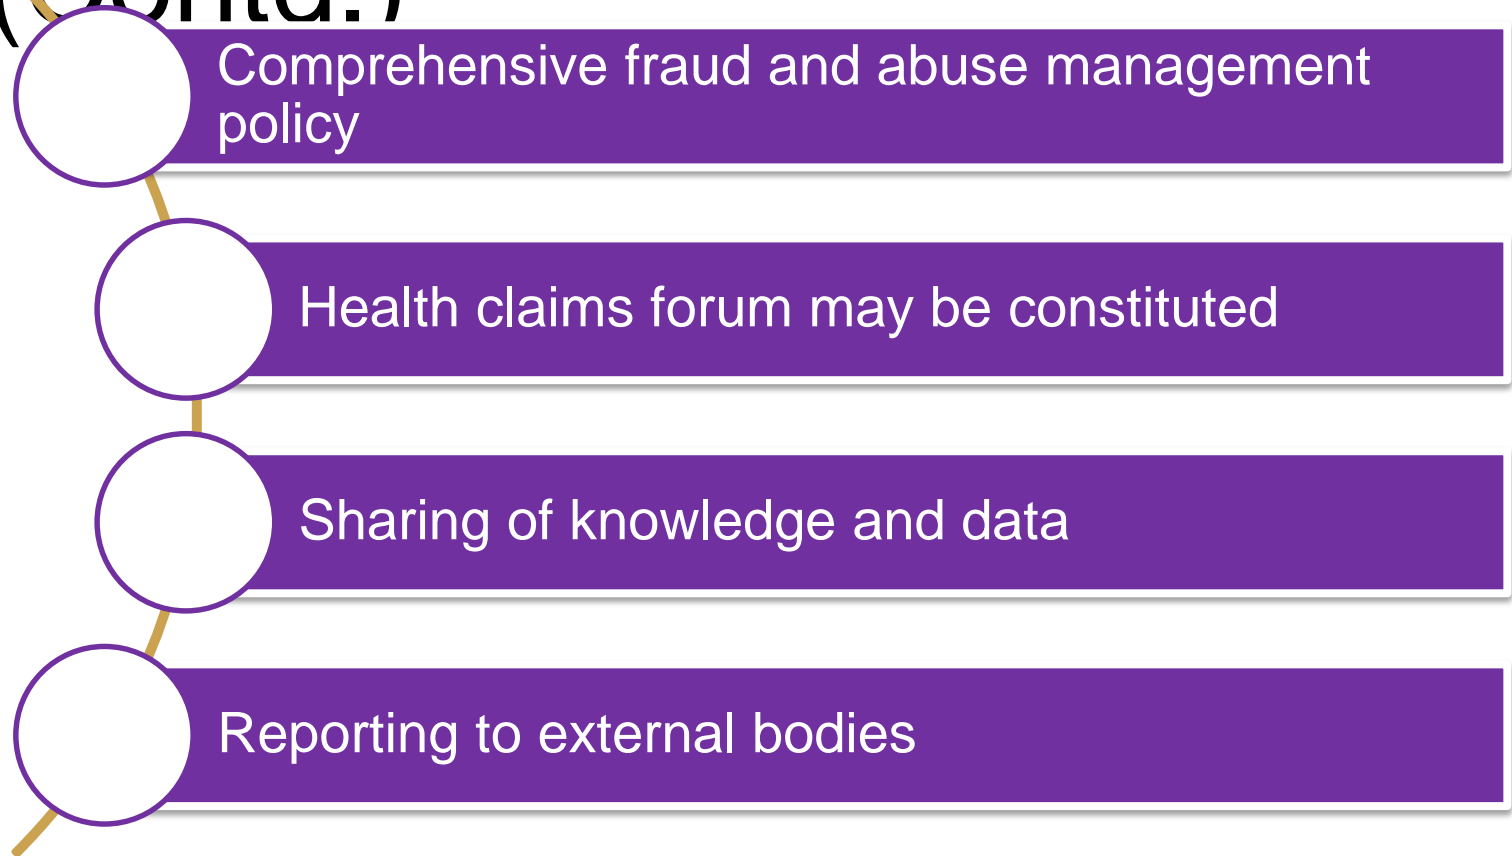 (Contd.)
Comprehensive fraud and abuse management
policy
Health claims forum may be constituted
Sharing of knowledge and data
Reporting to external bodies